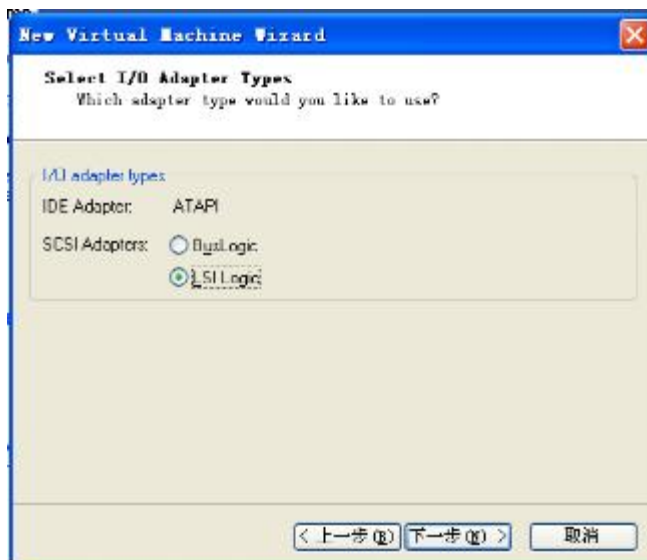 New Virtual Machine Wizard
Select I/O Adapter Types
Which adapter type would you like to use?
I/O adapter types
IDE Adapter: ATAPI
SCSI Adapters: BusLogic
LSI Logic
< 上一步(B) 下一步(N) > 取消